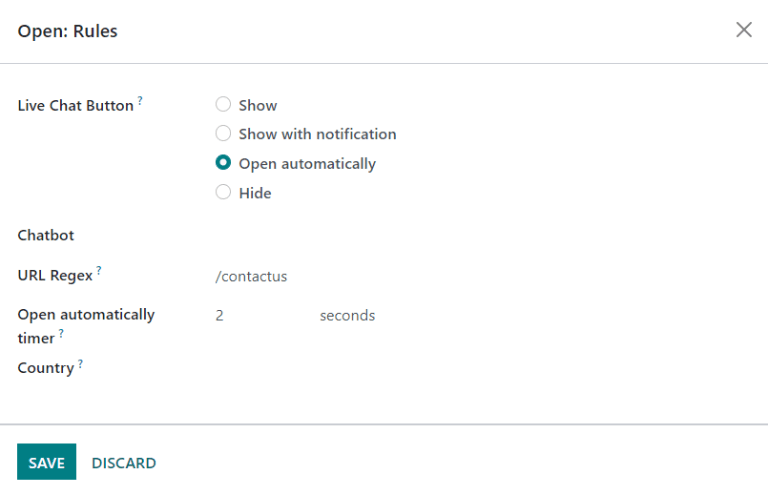 Open: Rules
Live Chat Button ?
Show
Show with notification
Open automatically
Hide
Chatbot
URL Regex ? /contactus
Open automatically timer ? 2 seconds
Country ?
SAVE DISCARD